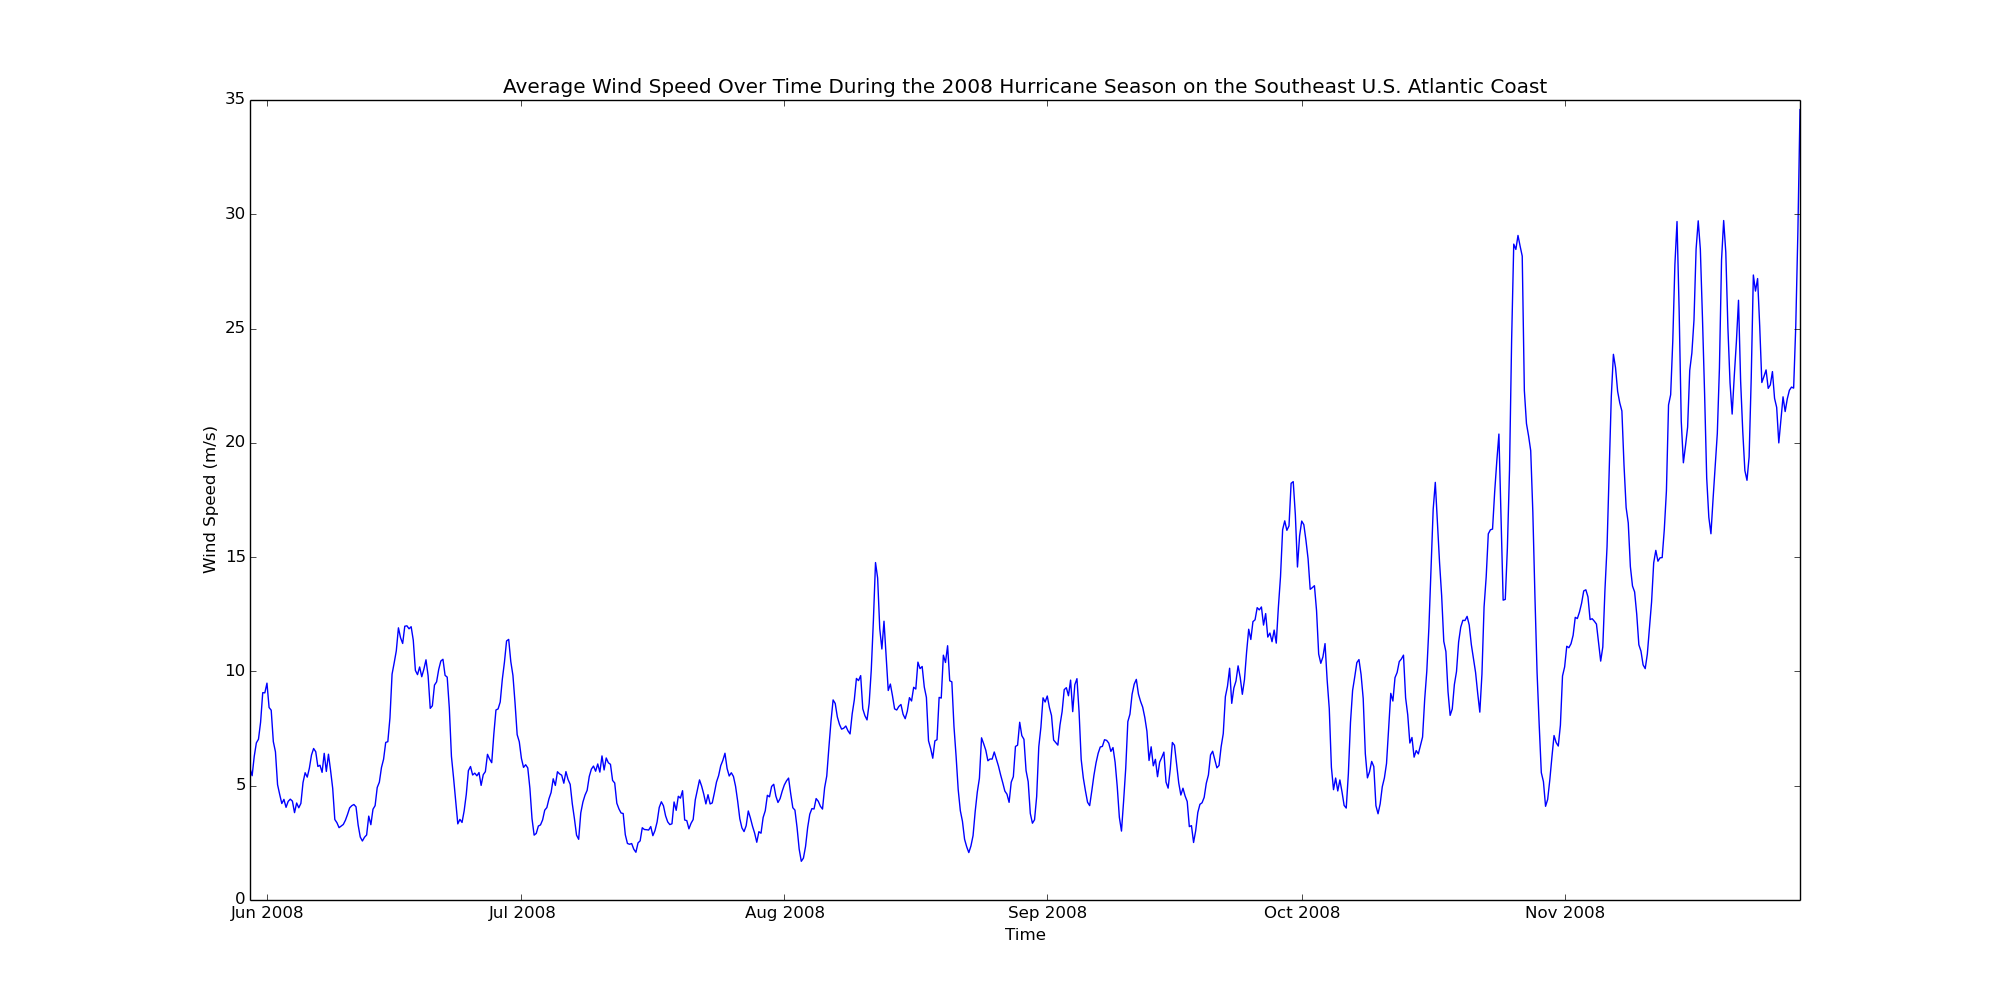 Average Wind Speed Over Time During the 2008 Hurricane Season on the Southeast U.S. Atlantic Coast
35
30
25
20
15
10
5
0
Wind Speed (m/s)
Jun 2008 Jul 2008 Aug 2008 Sep 2008 Oct 2008 Nov 2008
Time